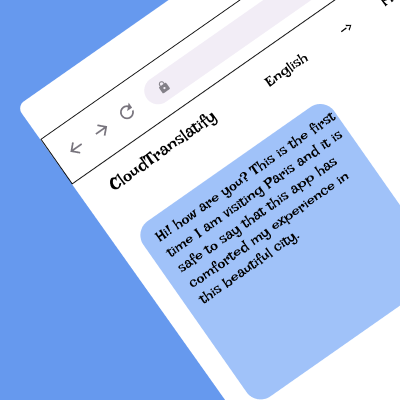 CloudTranslatify
English →
Hi! how are you? This is the first
time I am visiting Paris and it is
safe to say that this app has
comforted my experience in
this beautiful city.